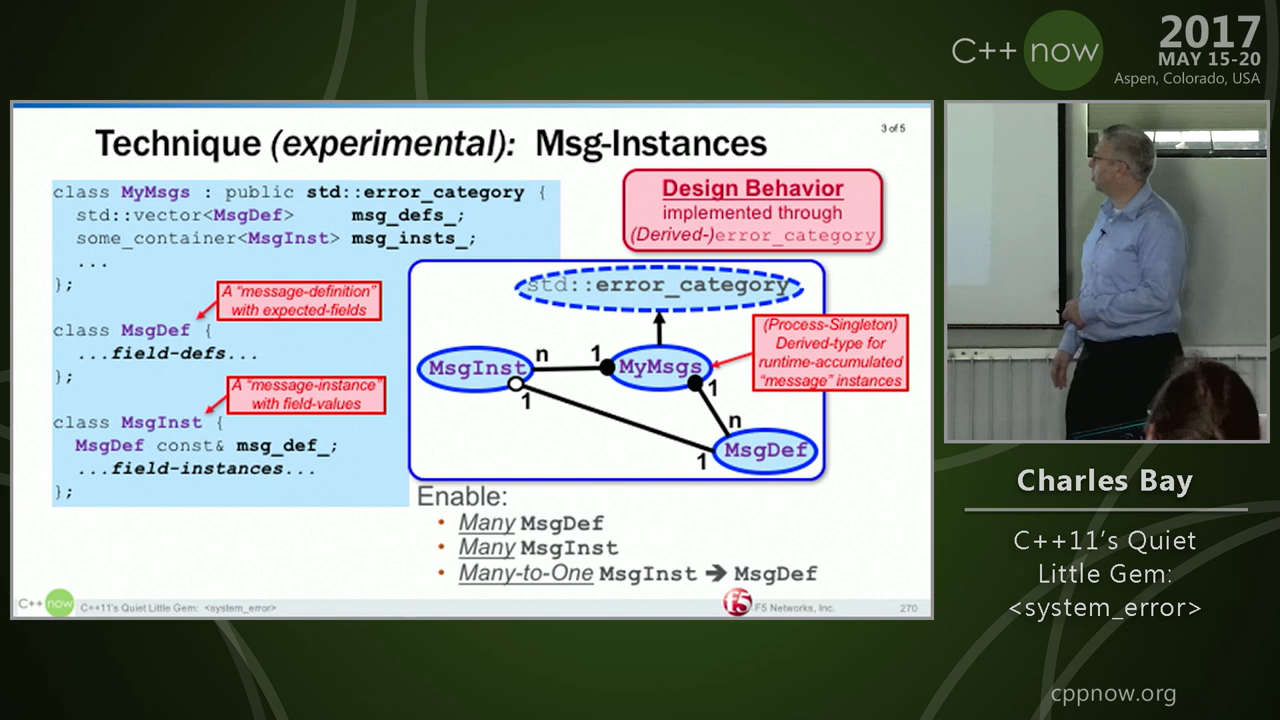 C++ now
2017
MAY 15-20
Aspen, Colorado, USA
3 of 5
Technique (experimental): Msg-Instances
class MyMsgs : public std::error_category {
std::vector<MsgDef> msg_defs_;
some_container<MsgInst> msg_insts_;
...
};
A "message-definition"
with expected-fields
class MsgDef {
...field-defs...
};
A "message-instance"
with field-values
class MsgInst {
MsgDef const& msg_def_;
...field-instances...
};
Design Behavior
implemented through
(Derived-)error_category
std::error_category
MsgInst
n
1
MyMsgs
1
1
n
1
MsgDef
(Process-Singleton)
Derived-type for
runtime-accumulated
"message" instances
Enable:
• Many MsgDef
• Many MsgInst
• Many-to-One MsgInst ➔ MsgDef
C++ now
C++11's Quiet Little Gem: <system_error>
F5
F5 Networks, Inc.
270
Charles Bay
C++11's Quiet
Little Gem:
<system_error>
cppnow.org